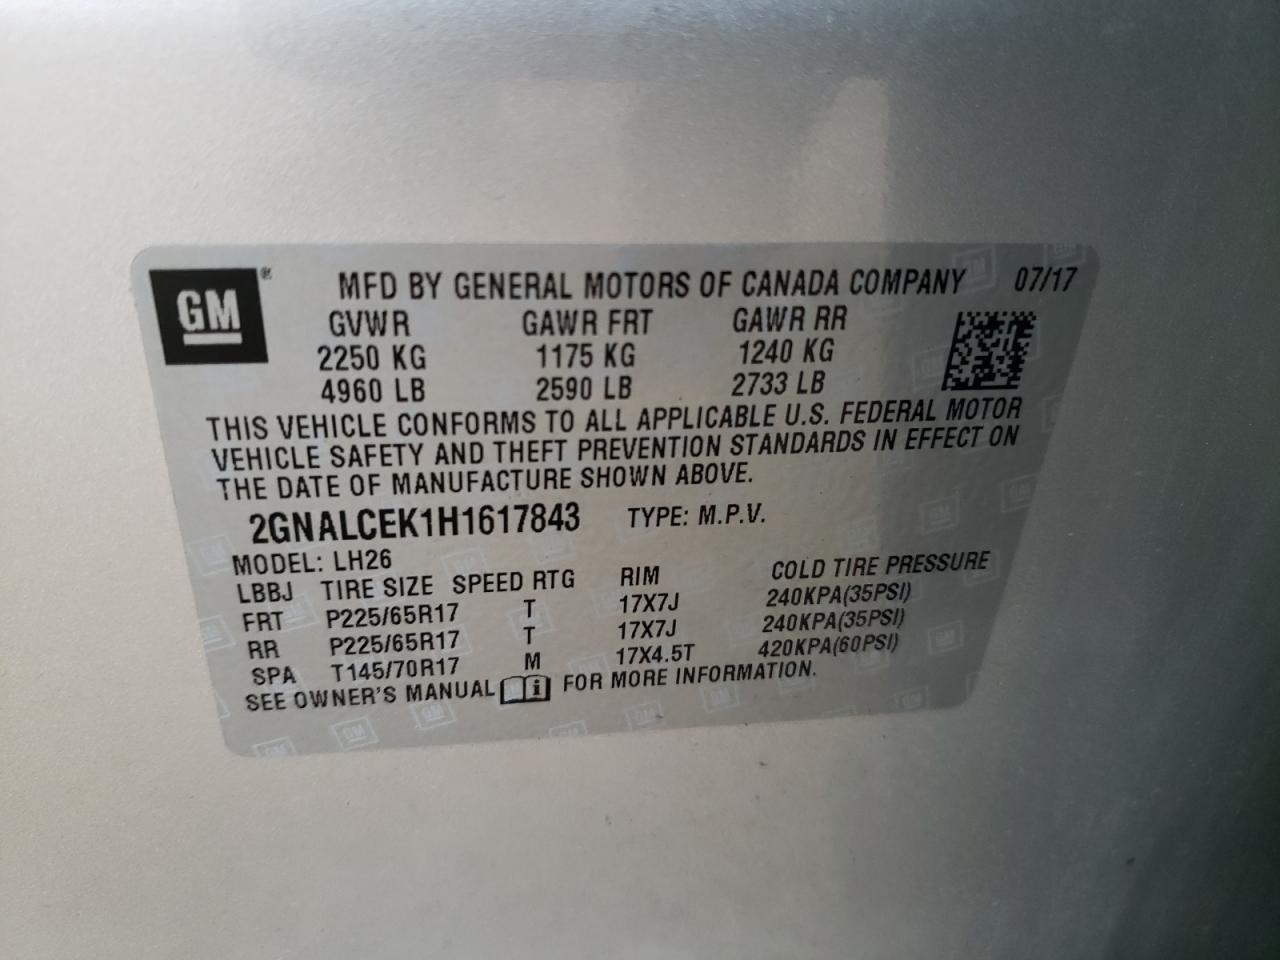 GM® MFD BY GENERAL MOTORS OF CANADA COMPANY 07/17
GVWR GAWR FRT GAWR RR
2250 KG 1175 KG 1240 KG
4960 LB 2590 LB 2733 LB
THIS VEHICLE CONFORMS TO ALL APPLICABLE U.S. FEDERAL MOTOR
VEHICLE SAFETY AND THEFT PREVENTION STANDARDS IN EFFECT ON
THE DATE OF MANUFACTURE SHOWN ABOVE.
2GNALCEK1H1617843 TYPE: M.P.V.
MODEL: LH26
LBBJ TIRE SIZE SPEED RTG RIM COLD TIRE PRESSURE
FRT P225/65R17 T 17X7J 240KPA(35PSI)
RR P225/65R17 T 17X7J 240KPA(35PSI)
SPA T145/70R17 M 17X4.5T 420KPA(60PSI)
SEE OWNER'S MANUAL i FOR MORE INFORMATION.